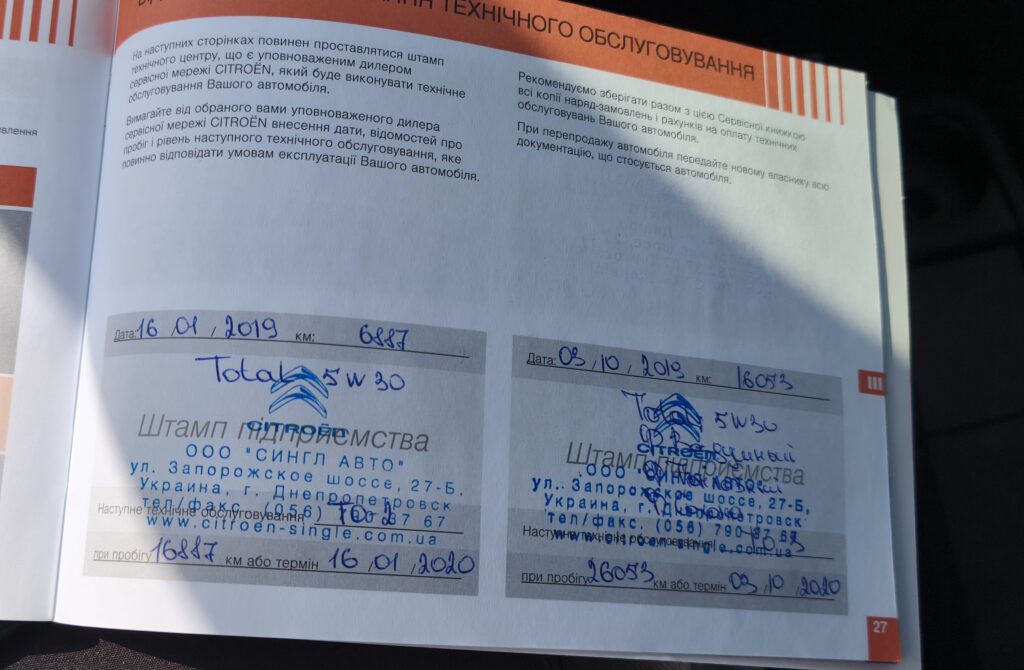 ТЕХНІЧНОГО ОБСЛУГОВУВАННЯ
На наступних сторінках повинен проставлятися штамп
технічного центру, що є уповноваженим дилером
сервісної мережі CITROËN, який буде виконувати технічне
обслуговування Вашого автомобіля.
Вимагайте від обраного вами уповноваженого дилера
сервісної мережі CITROËN внесення дати, відомостей про
пробіг і рівень наступного технічного обслуговування, яке
повинно відповідати умовам експлуатації Вашого автомобіля.
Рекомендуємо зберігати разом з цією Сервісної книжкою
всі копії наряд-замовлень і рахунків на оплату технічних
обслуговувань Вашого автомобіля.
При перепродажу автомобіля передайте новому власнику всю
документацію, що стосується автомобіля.
Дата: 16 , 01 , 2019 км: 6887
Total 5W30
CITROËN
Штамп підприємства
ООО "СИНГЛ АВТО"
ул. Запорожское шоссе, 27-Б.
Украина, г. Днепропетровск
тел/факс. (056) 67
Наступне технічне обслуговування ТО-2
www.citroen-single.com.ua
при пробігу 16887 км або термін 16 , 01 , 2020
Дата: 03 , 10 , 2019 км: 16053
Total 5W30
CITROËN
Штамп підприємства
ООО
ул. Запорожское шоссе, 27-Б,
Украина, г. Днепропетровск
тел/факс. (056) 790
Наступне технічне обслуговування
при пробігу 26053 км або термін 03 , 10 , 2020
III
27